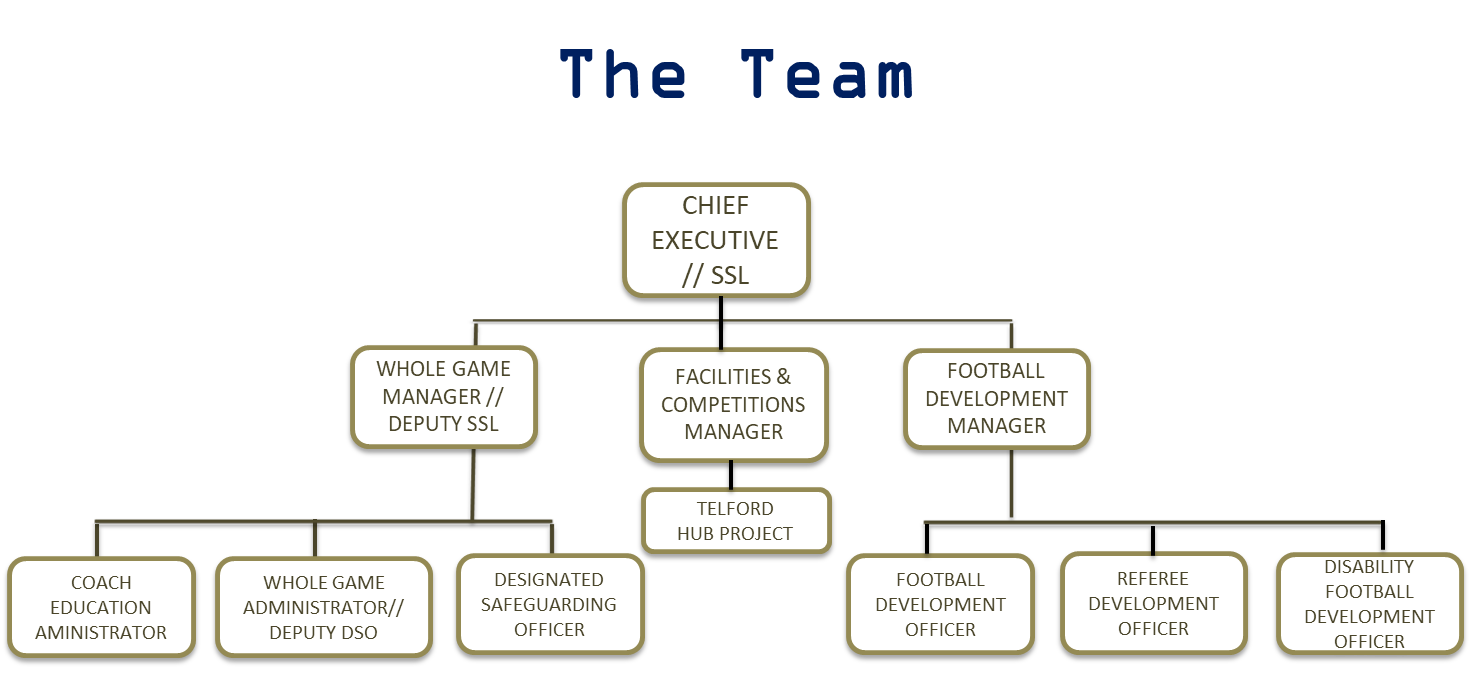 The Team
CHIEF
EXECUTIVE
// SSL
WHOLE GAME
MANAGER //
DEPUTY SSL
FACILITIES &
COMPETITIONS
MANAGER
FOOTBALL
DEVELOPMENT
MANAGER
TELFORD
HUB PROJECT
COACH
EDUCATION
AMINISTRATOR
WHOLE GAME
ADMINISTRATOR//
DEPUTY DSO
DESIGNATED
SAFEGUARDING
OFFICER
FOOTBALL
DEVELOPMENT
OFFICER
REFEREE
DEVELOPMENT
OFFICER
DISABILITY
FOOTBALL
DEVELOPMENT
OFFICER